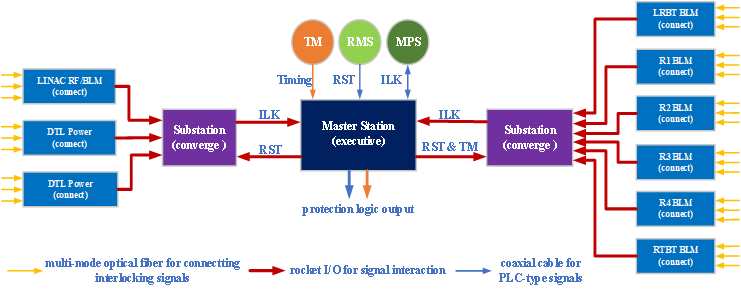 TM
RMS
MPS
Timing
RST
ILK
LINAC RF/BLM
(connect)
DTL Power
(connect)
DTL Power
(connect)
Substation
(converge )
ILK
RST
Master Station
(executive)
ILK
RST & TM
Substation
(converge )
LRBT BLM
(connect)
R1 BLM
(connect)
R2 BLM
(connect)
R3 BLM
(connect)
R4 BLM
(connect)
RTBT BLM
(connect)
protection logic output
multi-mode optical fiber for connectting
interlocking signals
rocket I/O for signal interaction
coaxial cable for
PLC-type signals